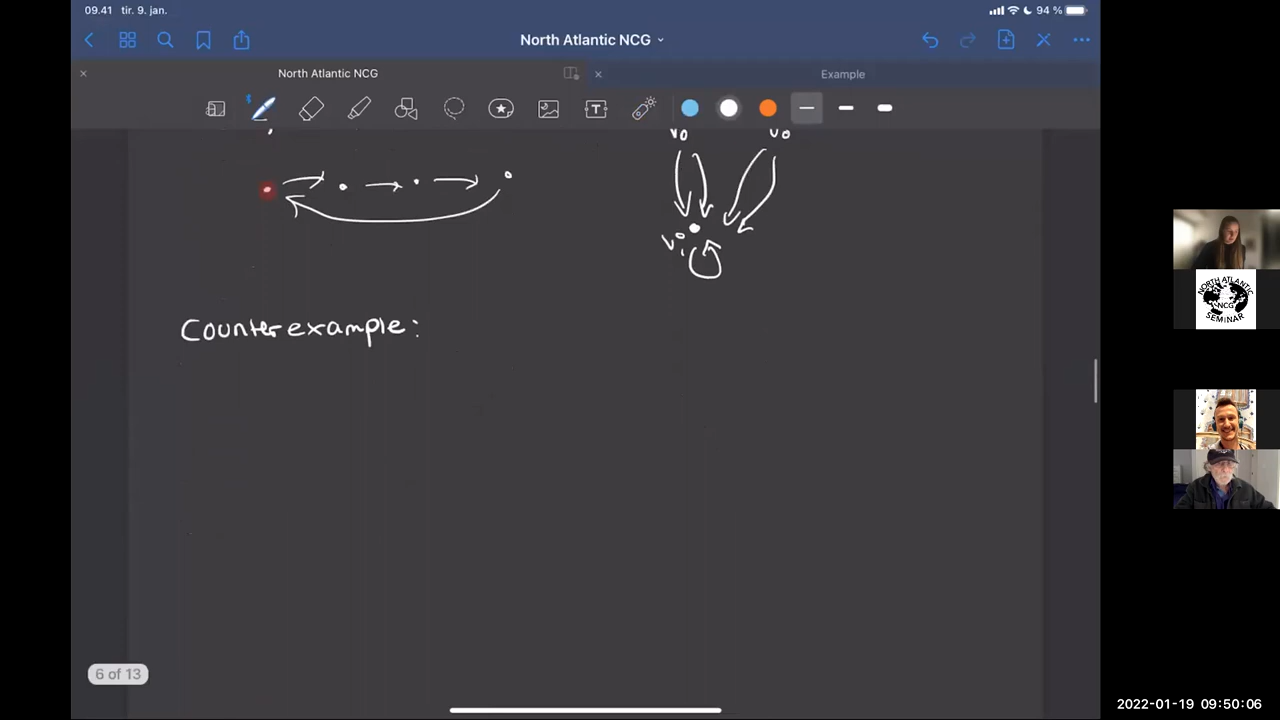 09.41 tir. 9. jan.
94 %
North Atlantic NCG
North Atlantic NCG
Example
T
v₀
v₀
v₁⁰
Counterexample:
6 of 13
NORTH ATLANTIC
NCG
SEMINAR
2022-01-19 09:50:06